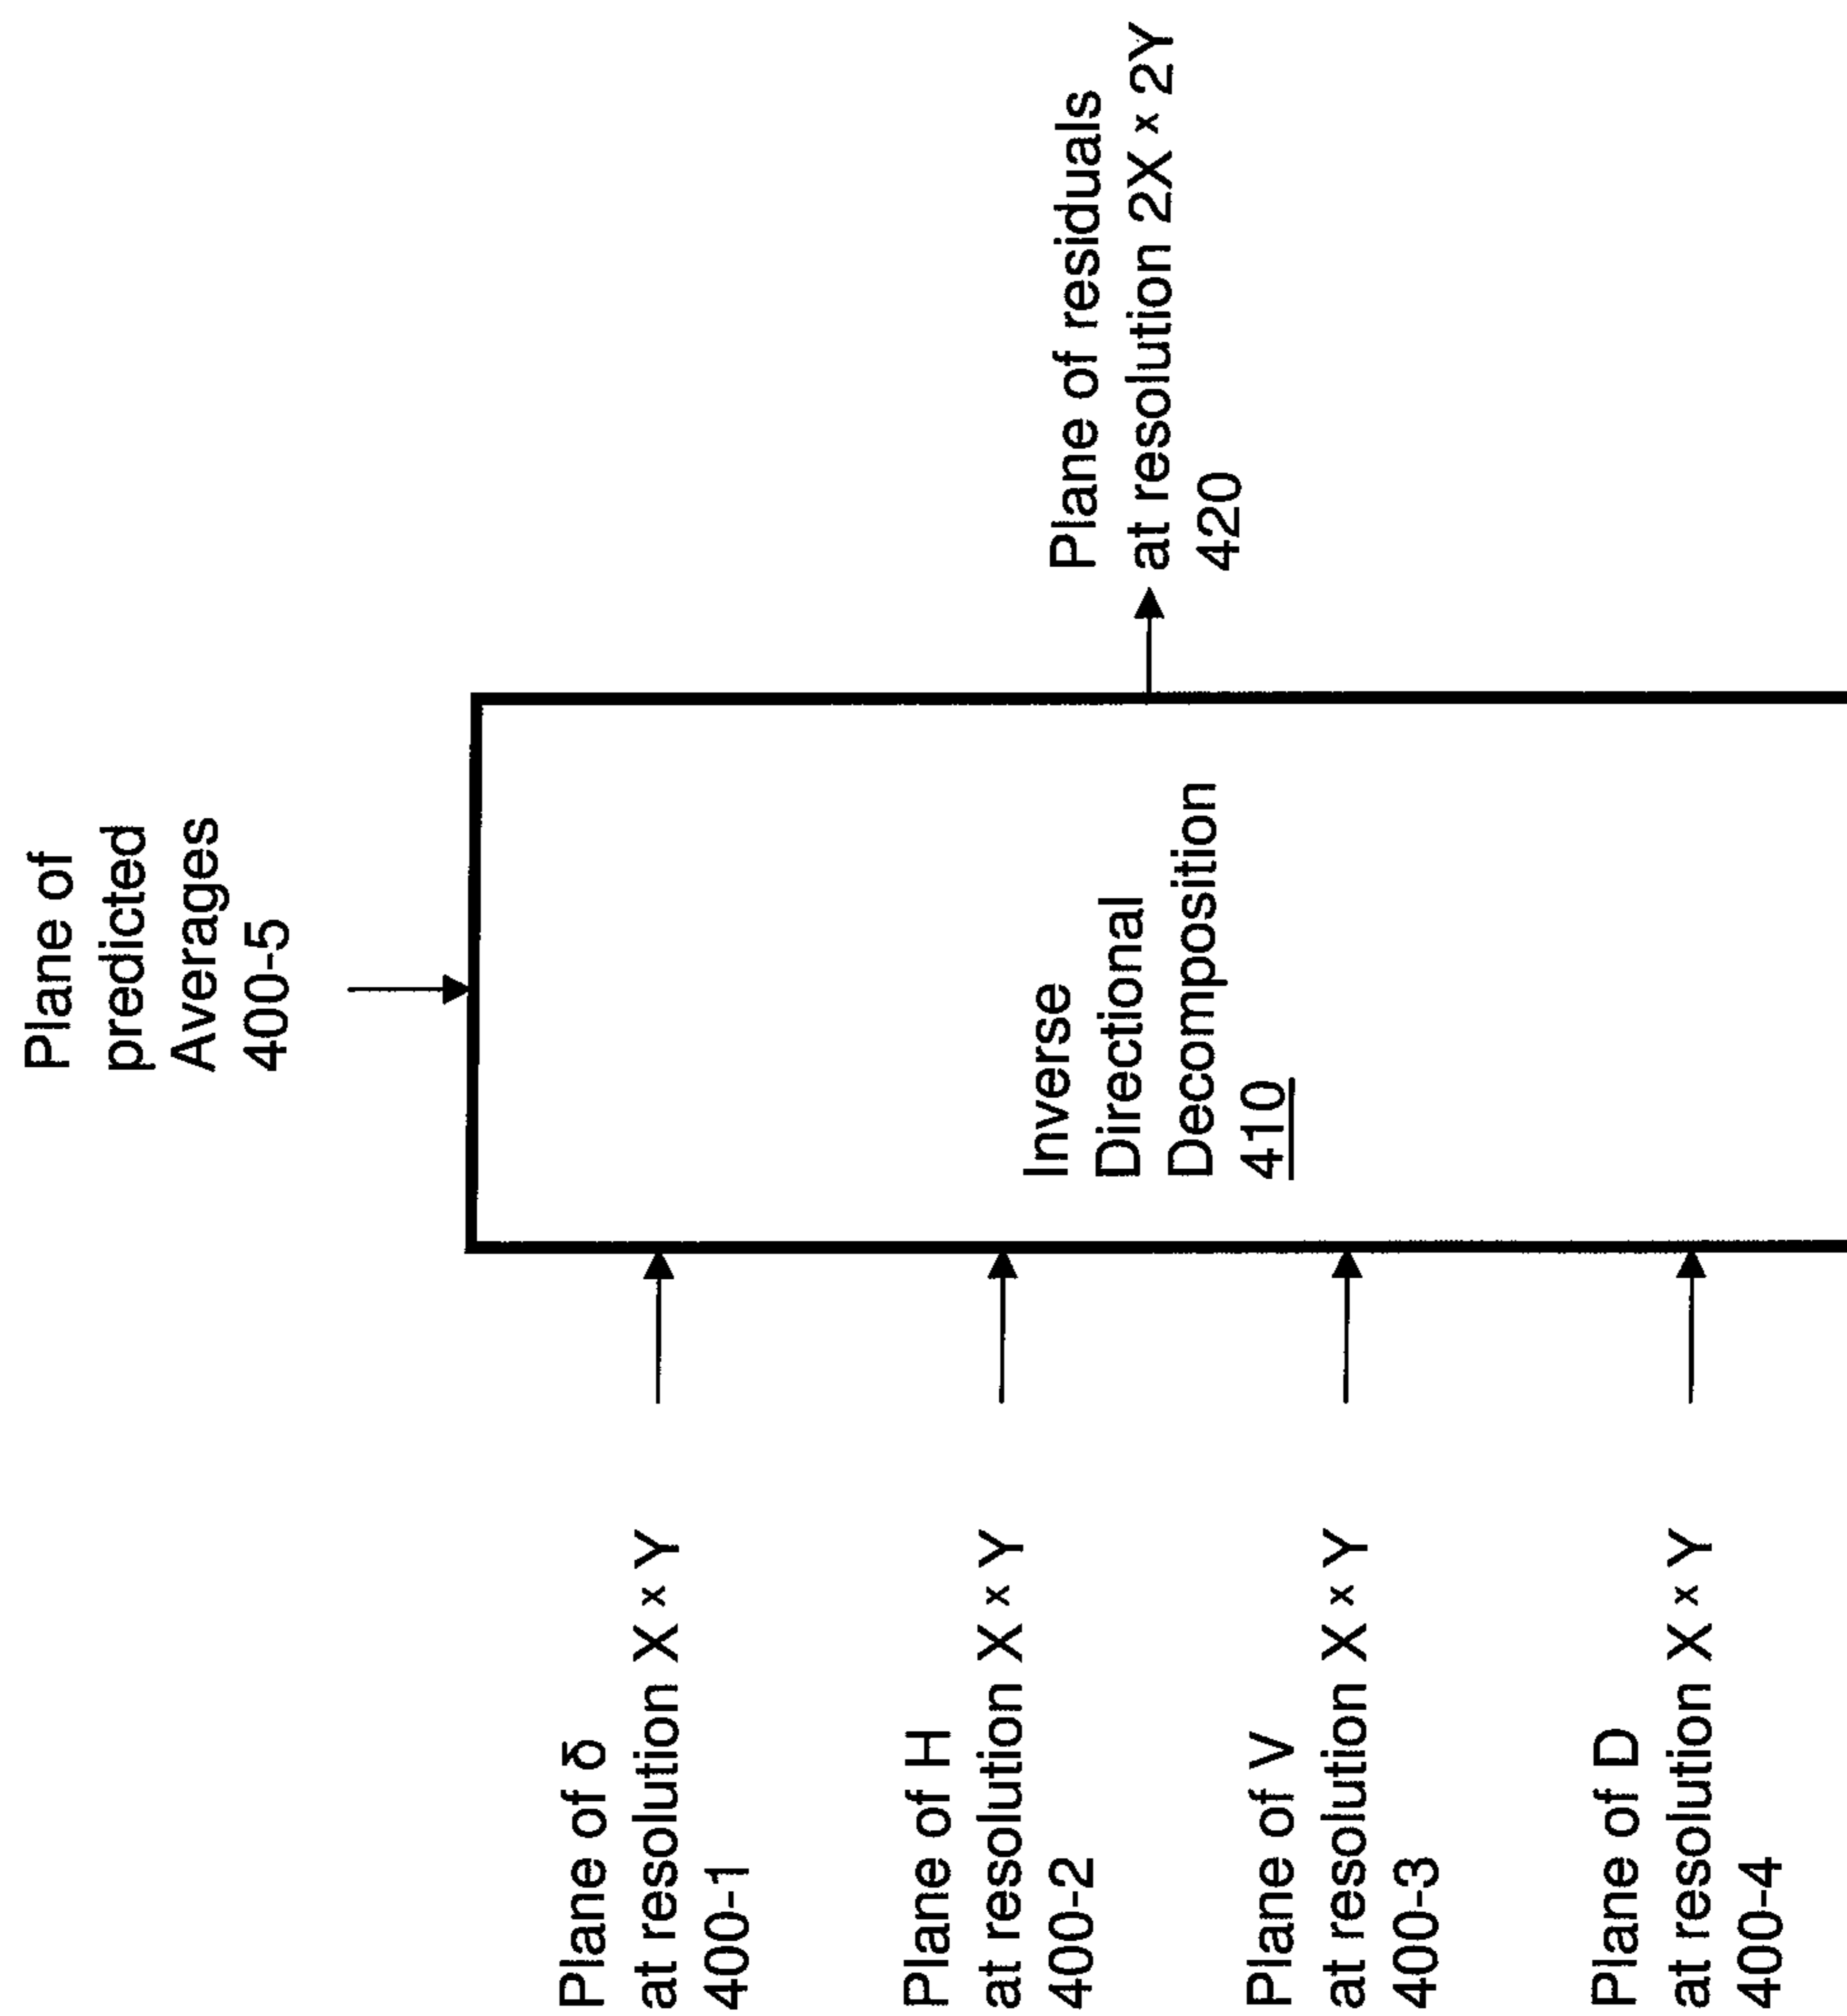 Plane of
predicted
Averages
400-5
Plane of δ
at resolution X × Y
400-1
Plane of H
at resolution X × Y
400-2
Plane of V
at resolution X × Y
400-3
Plane of D
at resolution X × Y
400-4
Inverse
Directional
Decomposition
410
Plane of residuals
at resolution 2X × 2Y
420